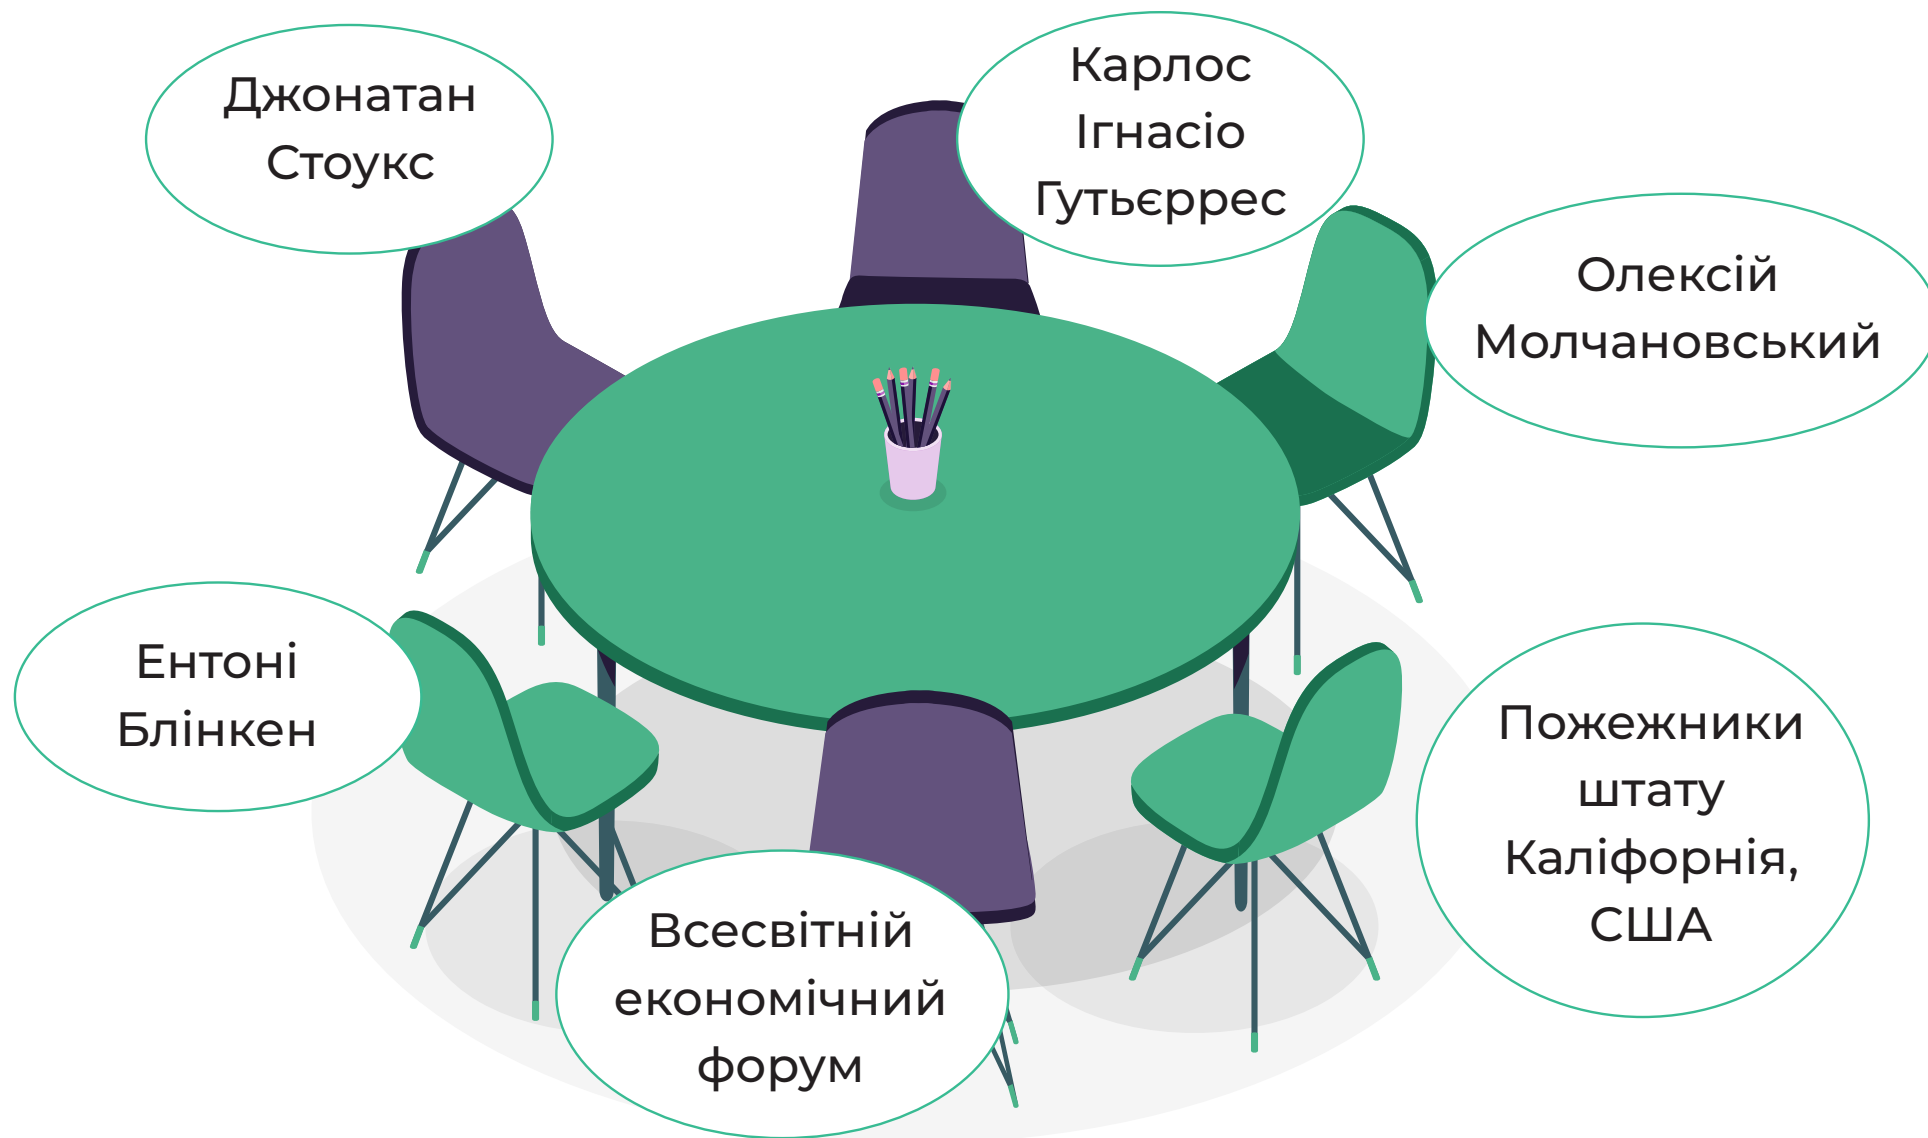 Джонатан
Стоукс
Карлос
Ігнасіо
Гутьєррес
Олексій
Молчановський
Ентоні
Блінкен
Пожежники
штату
Каліфорнія,
США
Всесвітній
економічний
форум